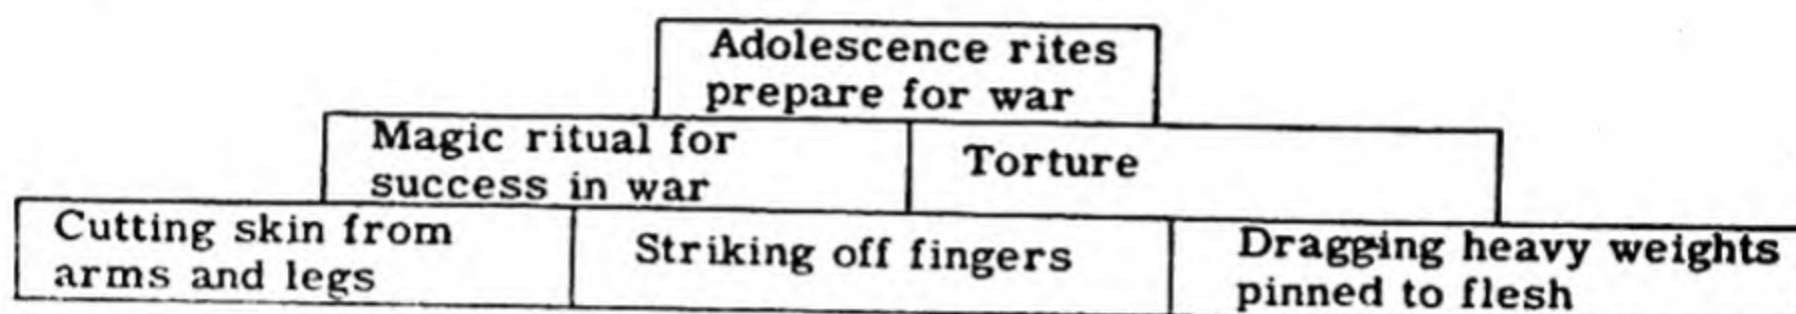 Adolescence rites
prepare for war
Magic ritual for
success in war
Torture
Cutting skin from
arms and legs
Striking off fingers
Dragging heavy weights
pinned to flesh